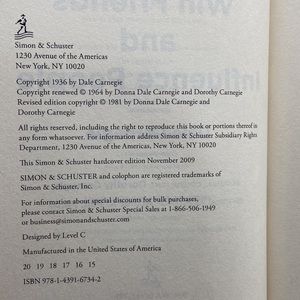 Simon & Schuster
1230 Avenue of the Americas
New York, NY 10020
Copyright 1936 by Dale Carnegie
Copyright renewed © 1964 by Donna Dale Carnegie and Dorothy Carnegie
Revised edition copyright © 1981 by Donna Dale Carnegie and
Dorothy Carnegie
All rights reserved, including the right to reproduce this book or portions thereof in
any form whatsoever. For information address Simon & Schuster Subsidiary Rights
Department, 1230 Avenue of the Americas, New York, NY 10020
This Simon & Schuster hardcover edition November 2009
SIMON & SCHUSTER and colophon are registered trademarks of
Simon & Schuster, Inc.
For information about special discounts for bulk purchases,
please contact Simon & Schuster Special Sales at 1-866-506-1949
or business@simonandschuster.com
Designed by Level C
Manufactured in the United States of America
20 19 18 17 16 15
ISBN 978-1-4391-6734-2